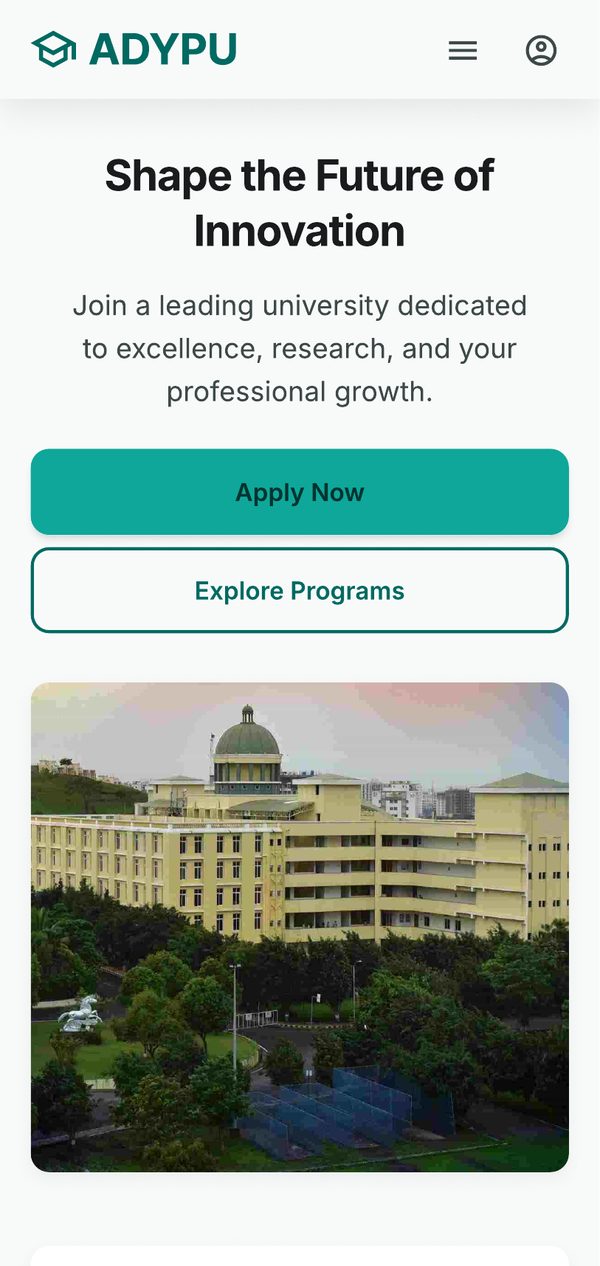 ADYPU
Shape the Future of
Innovation
Join a leading university dedicated
to excellence, research, and your
professional growth.
Apply Now
Explore Programs